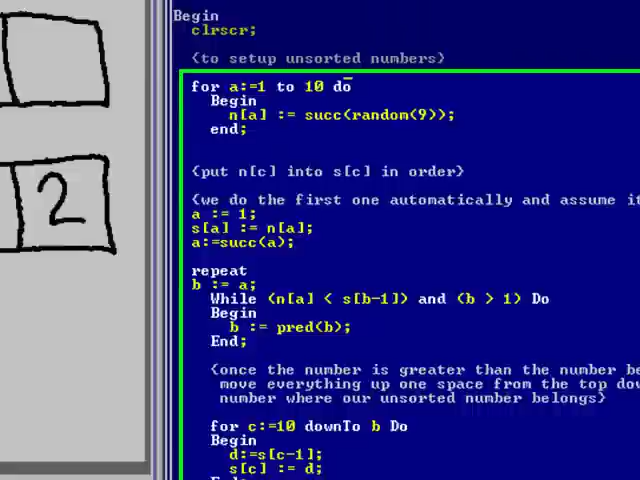 Begin
clrscr;
{to setup unsorted numbers}
for a:=1 to 10 do
Begin
n[a] := succ(random(9));
end;
{put n[c] into s[c] in order}
2
{we do the first one automatically and assume
a := 1;
s[a] := n[a];
a:=succ(a);
repeat
b := a;
While (n[a] < s[b-1]) and (b > 1) Do
Begin
b := pred(b);
End;
{once the number is greater than the number
move everything up one space from the top
number where our unsorted number belongs}
for c:=10 downTo b Do
Begin
d:=s[c-1];
s[c] := d;